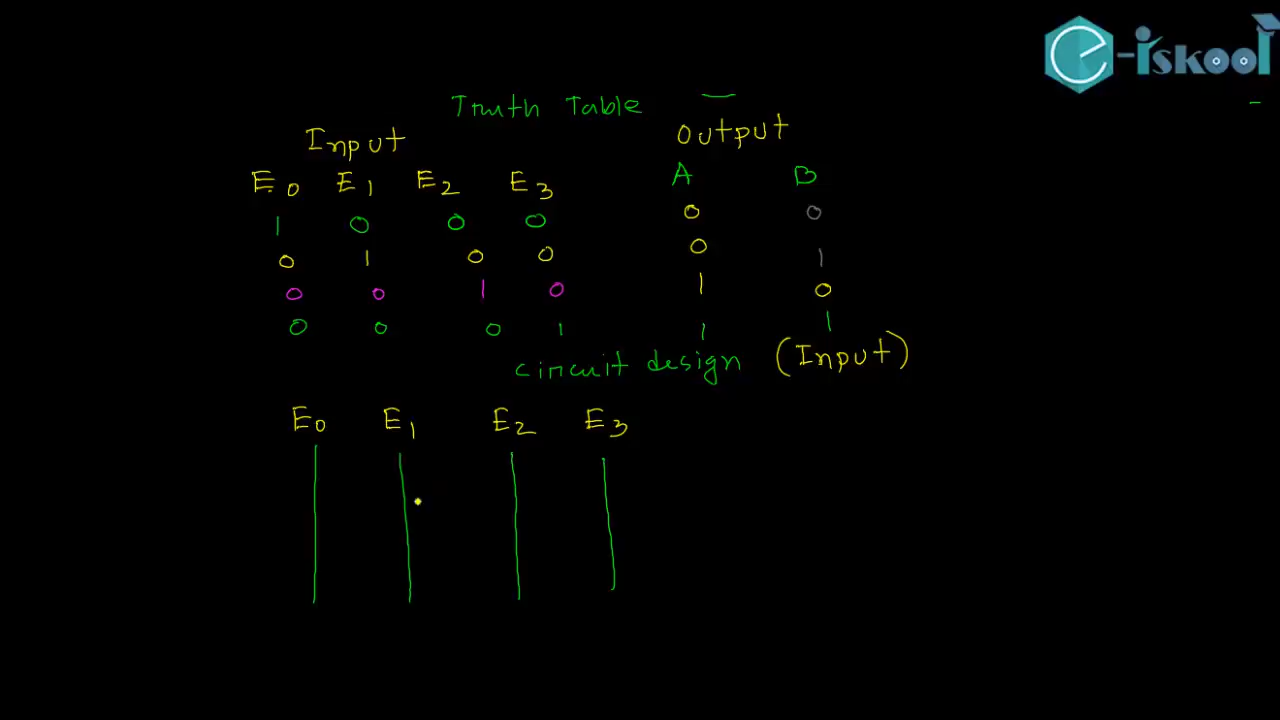 e-iskool
Truth Table
Input Output
E0 E1 E2 E3 A B
1 0 0 0 0 0
0 1 0 0 0 1
0 0 1 0 1 0
0 0 0 1 1 1
circuit design (Input)
E0 E1 E2 E3